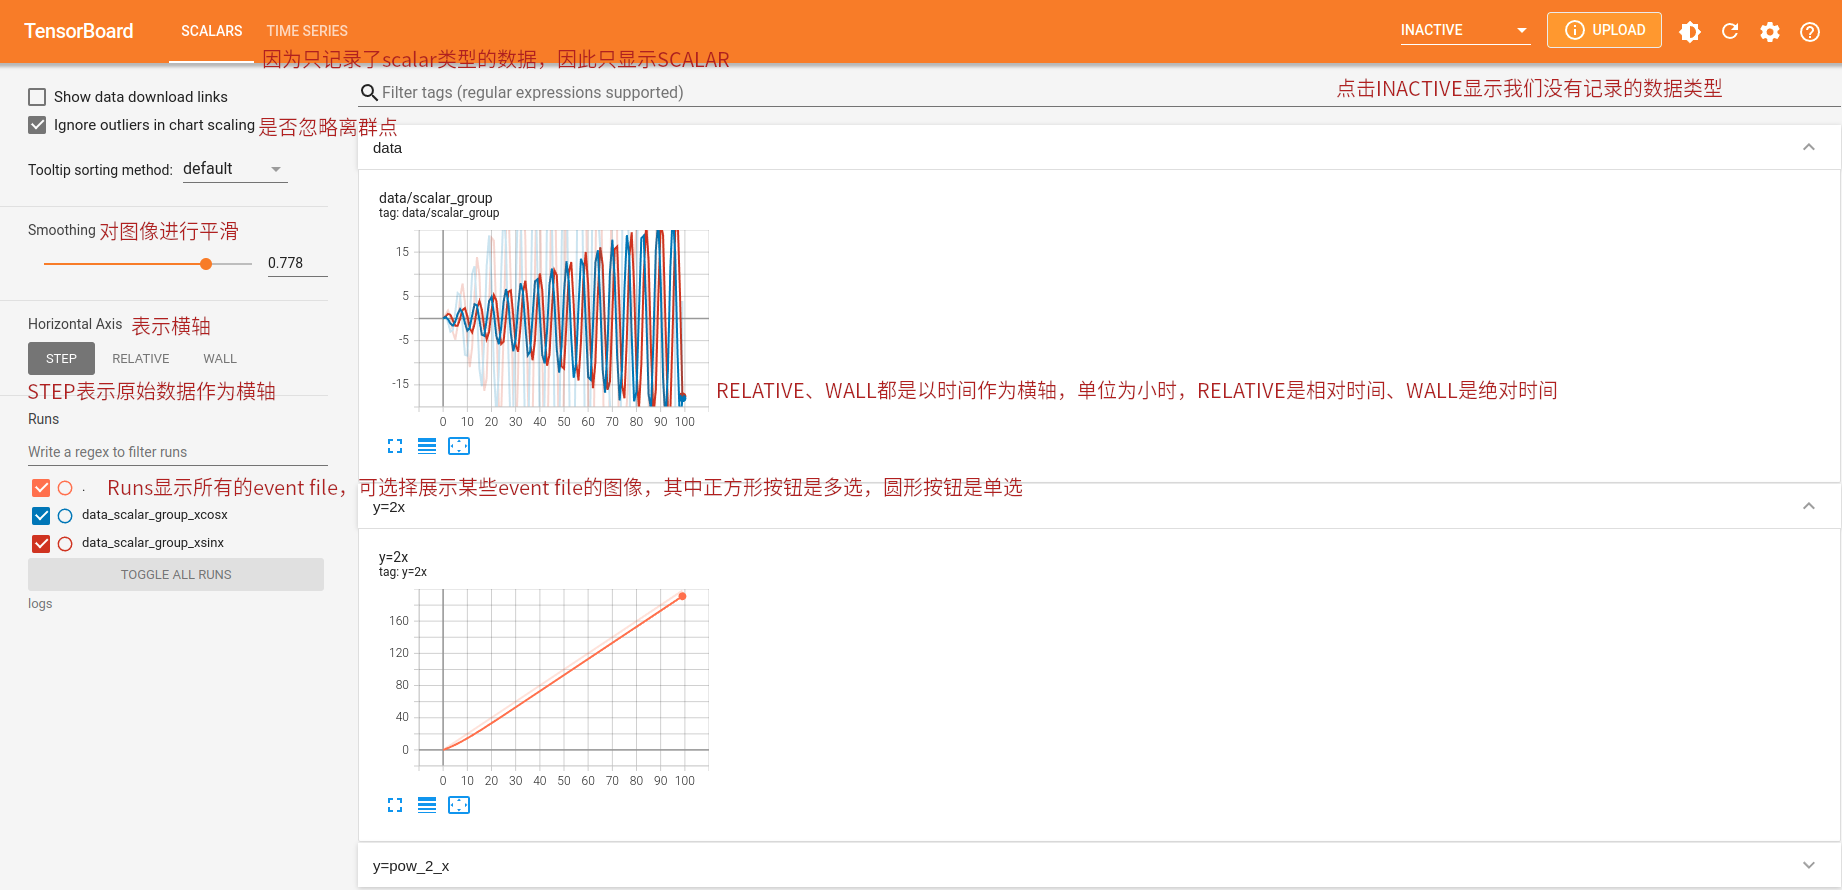 TensorBoard
SCALARS
TIME SERIES
INACTIVE
UPLOAD
因为只记录了scalar类型的数据，因此只显示SCALAR
点击INACTIVE显示我们没有记录的数据类型
Show data download links
Filter tags (regular expressions supported)
Ignore outliers in chart scaling
是否忽略离群点
Tooltip sorting method:
default
Smoothing
对图像进行平滑
0.778
Horizontal Axis
表示横轴
STEP
RELATIVE
WALL
STEP表示原始数据作为横轴
Runs
Write a regex to filter runs
.
Runs显示所有的event file，可选择展示某些event file的图像，其中正方形按钮是多选，圆形按钮是单选
data_scalar_group_xcosx
data_scalar_group_xsinx
TOGGLE ALL RUNS
logs
data
data/scalar_group
tag: data/scalar_group
15
5
-5
-15
0 10 20 30 40 50 60 70 80 90 100
RELATIVE、WALL都是以时间作为横轴，单位为小时，RELATIVE是相对时间、WALL是绝对时间
y=2x
y=2x
tag: y=2x
160
120
80
40
0
0 10 20 30 40 50 60 70 80 90 100
y=pow_2_x